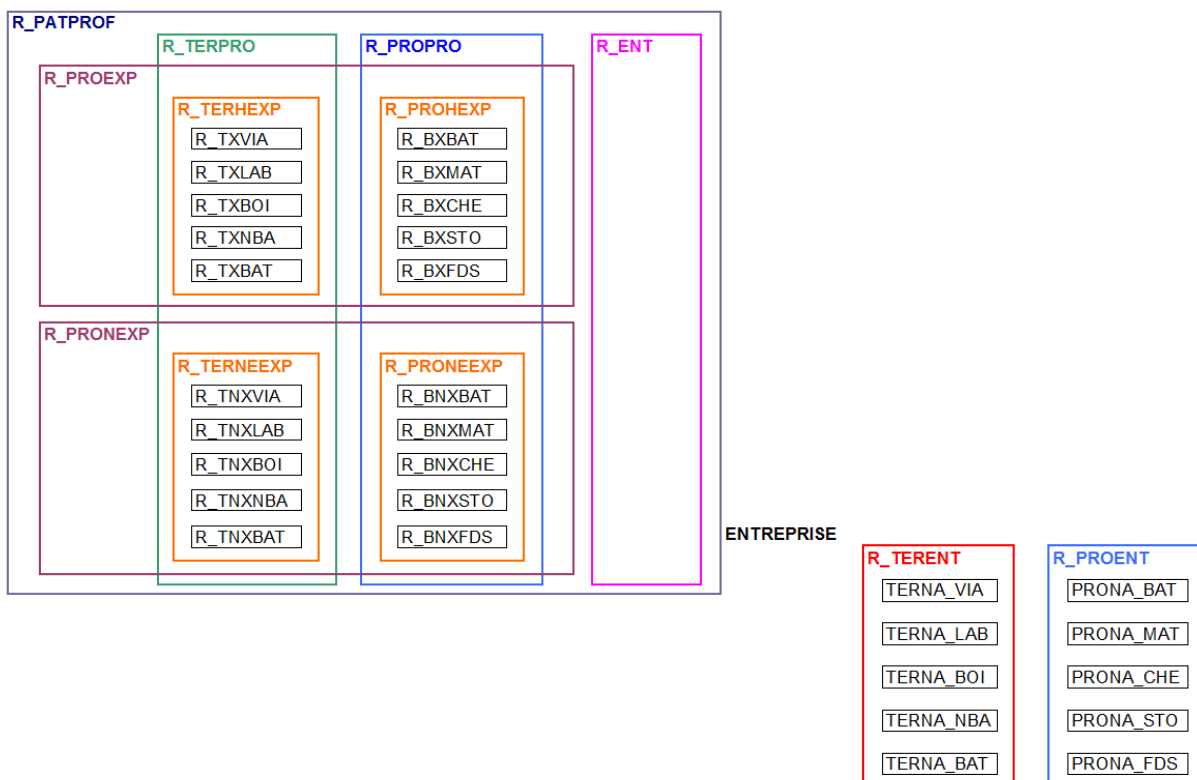 R_PATPROF
R_TERPRO
R_PROPRO
R_ENT
R_PROEXP
R_TERHEXP
R_TXVIA
R_TXLAB
R_TXBOI
R_TXNBA
R_TXBAT
R_PROHEXP
R_BXBAT
R_BXMAT
R_BXCHE
R_BXSTO
R_BXFDS
R_PRONEXP
R_TERNEEXP
R_TNXVIA
R_TNXLAB
R_TNXBOI
R_TNXNBA
R_TNXBAT
R_PRONEEXP
R_BNXBAT
R_BNXMAT
R_BNXCHE
R_BNXSTO
R_BNXFDS
ENTREPRISE
R_TERENT
TERNA_VIA
TERNA_LAB
TERNA_BOI
TERNA_NBA
TERNA_BAT
R_PROENT
PRONA_BAT
PRONA_MAT
PRONA_CHE
PRONA_STO
PRONA_FDS